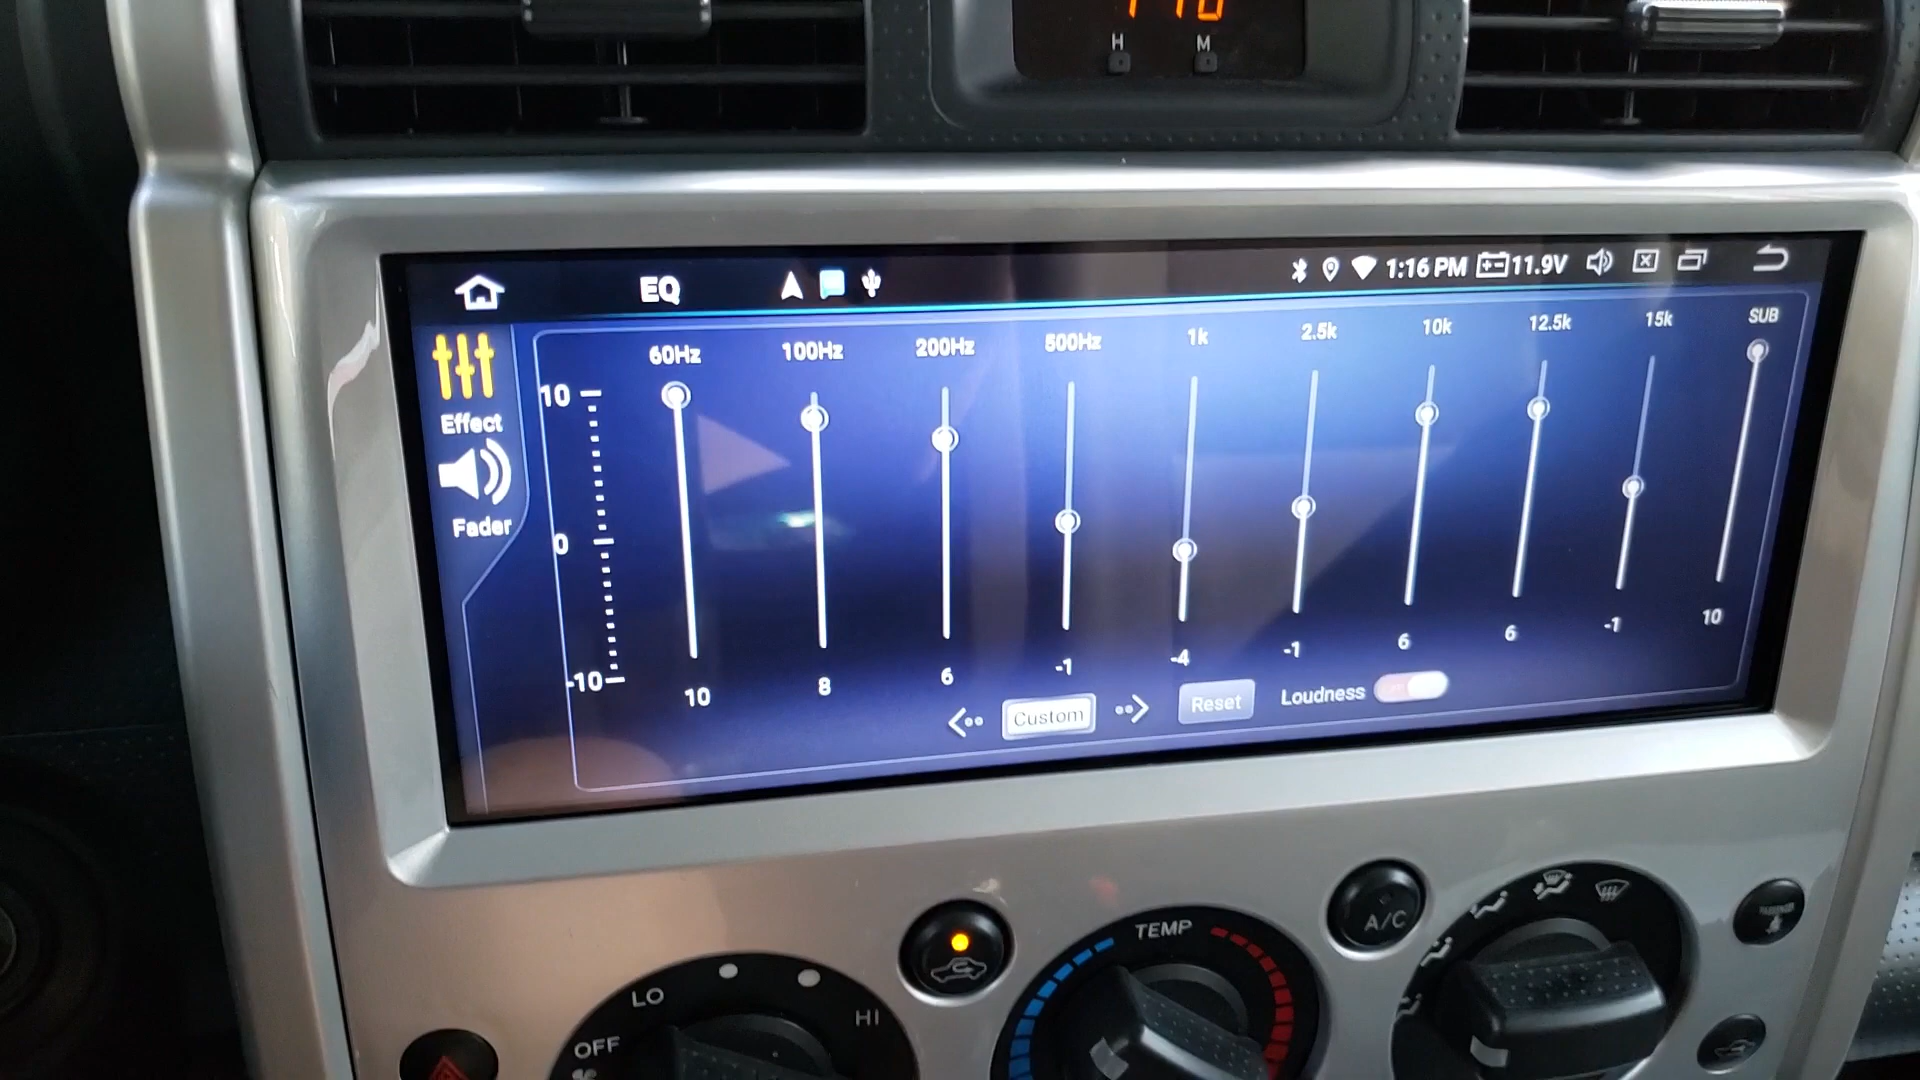 H M
EQ 1:16 PM 11.9V
60Hz 100Hz 200Hz 500Hz 1k 2.5k 10k 12.5k 15k SUB
10
0
-10
Effect
Fader
10 8 6 -1 -4 -1 6 6 -1 10
Custom Reset Loudness
TEMP
A/C
LO
HI
OFF